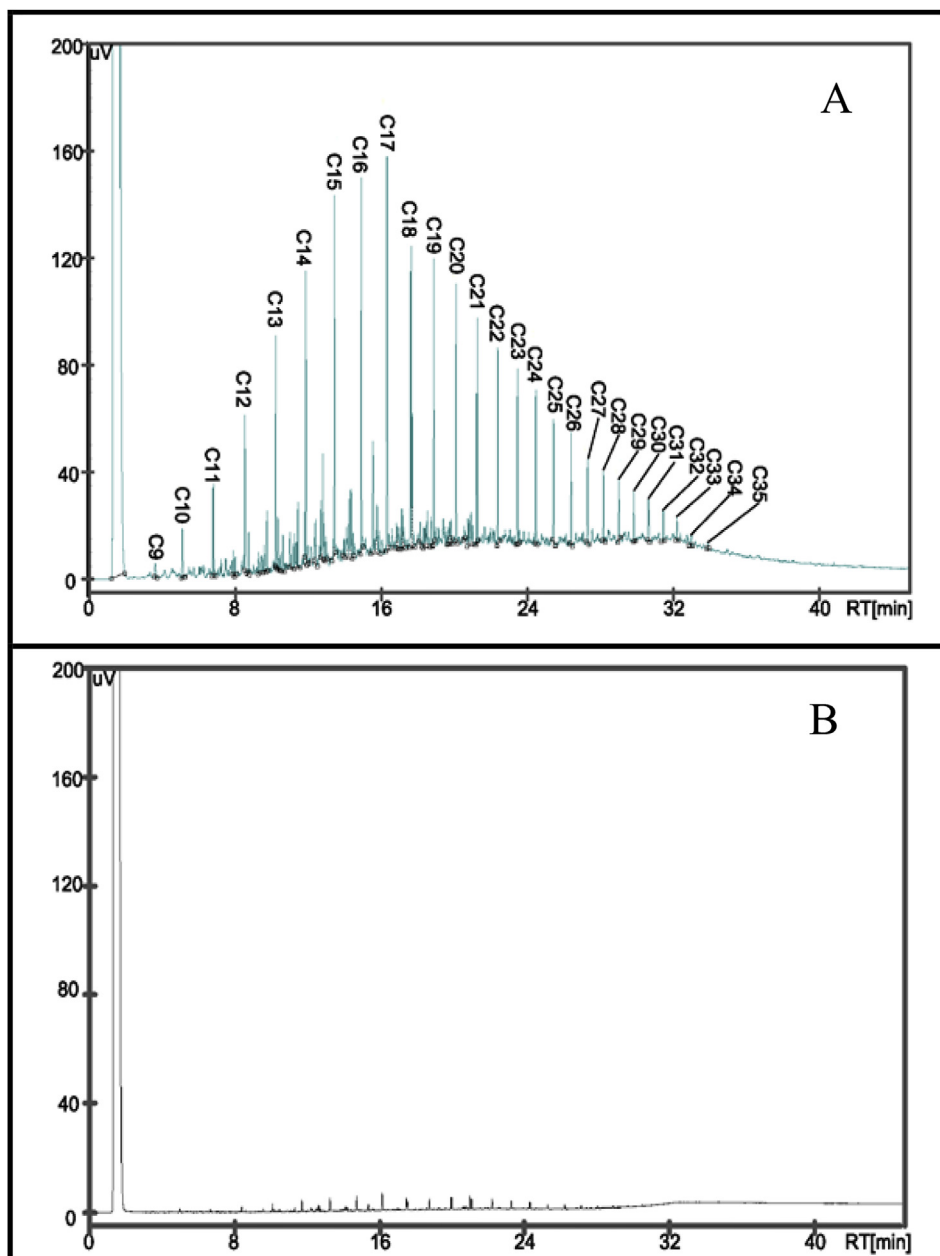 200
uV
A
160
120
80
40
0
C9
C10
C11
C12
C13
C14
C15
C16
C17
C18
C19
C20
C21
C22
C23
C24
C25
C26
C27
C28
C29
C30
C31
C32
C33
C34
C35
0 8 16 24 32 40 RT[min]
200
uV
B
160
120
80
40
0
0 8 16 24 32 40 RT[min]